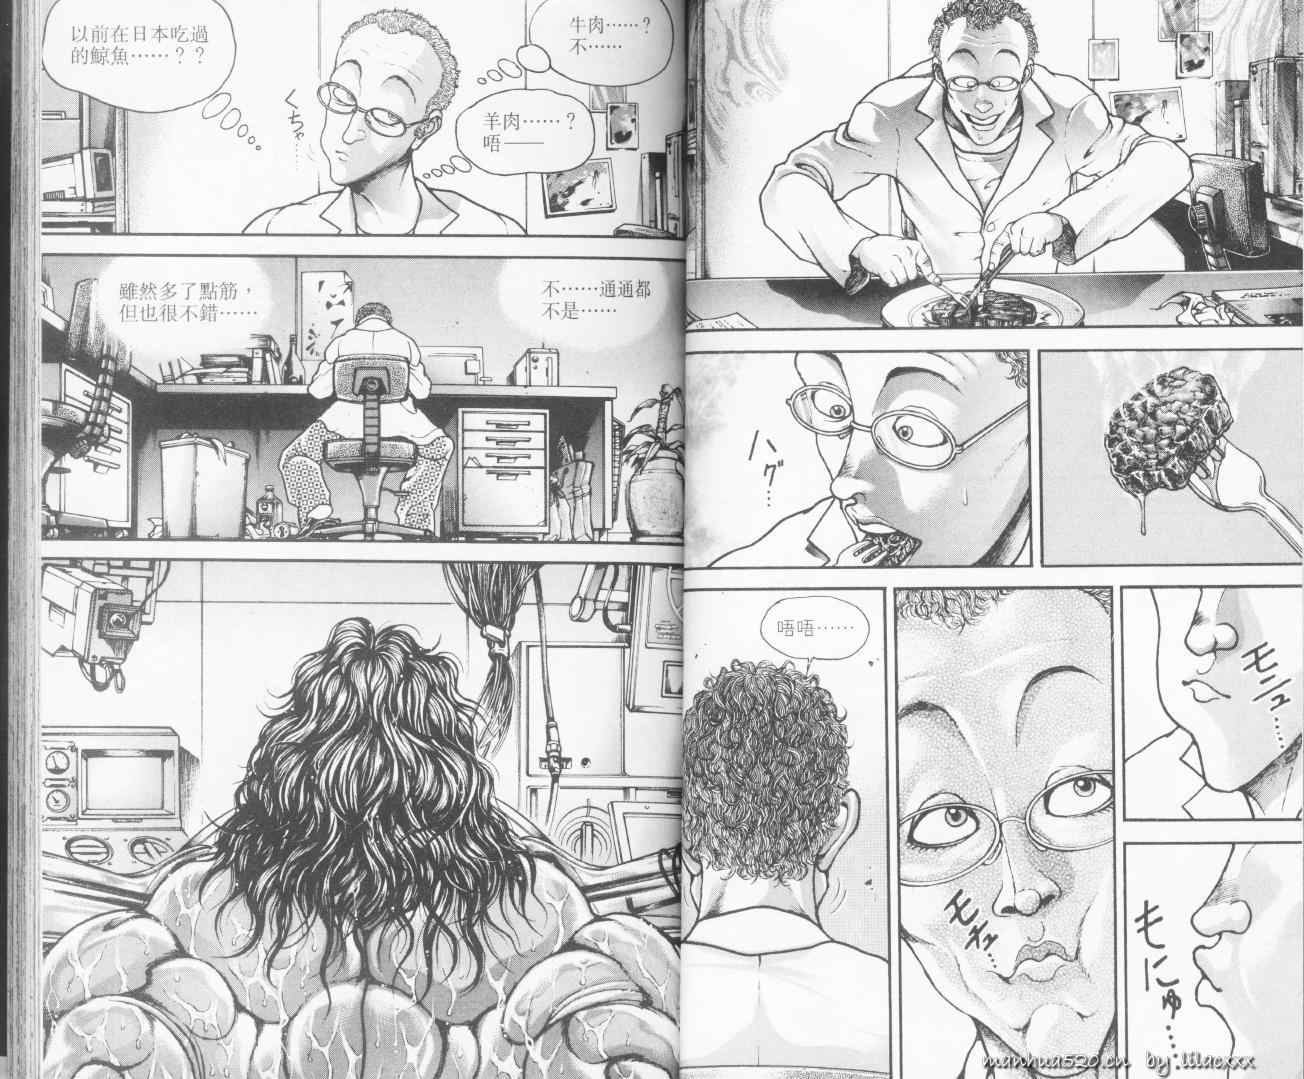 ハグ…
モニュ……
モチュ…
もにゅ…
唔唔……
牛肉……？
不……
羊肉……？
唔——
くちゃ……
以前在日本吃過
的鯨魚……？？
不……通通都
不是……
雖然多了點筋，
但也很不錯……
manhua520.cn by lilacxxx